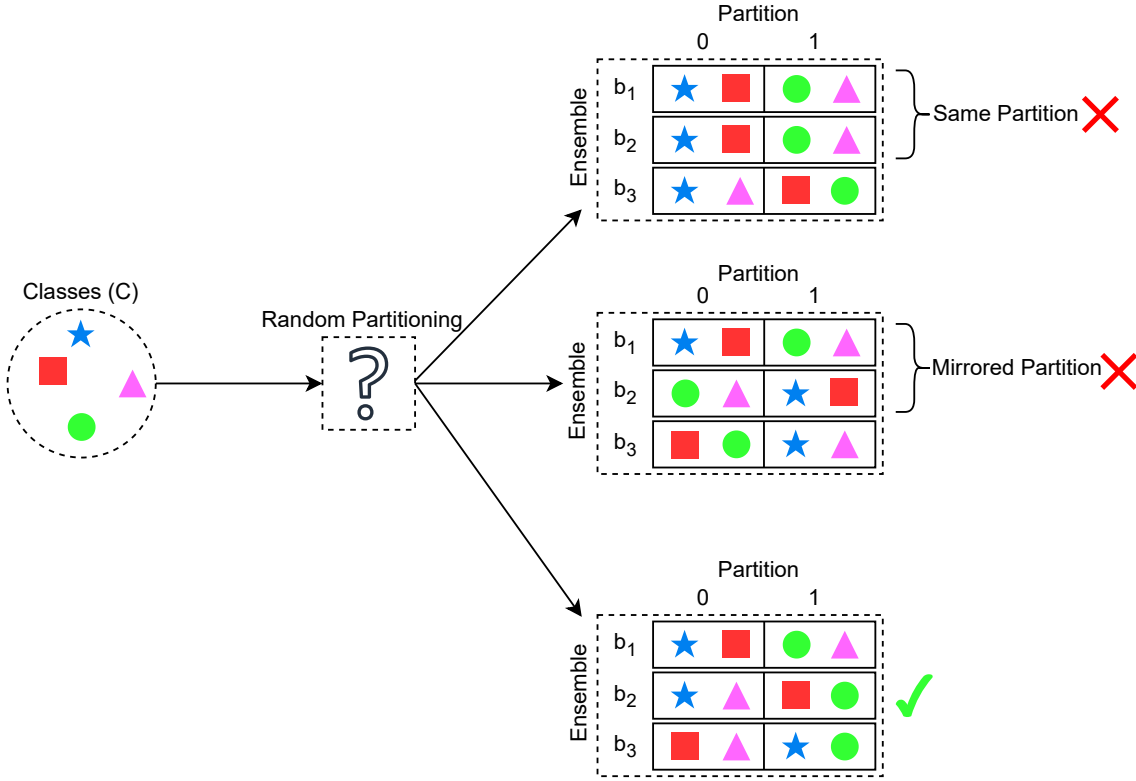 Partition
0 1
Ensemble
b1
b2
b3
Same Partition
Classes (C)
Random Partitioning
?
Partition
0 1
Ensemble
b1
b2
b3
Mirrored Partition
Partition
0 1
Ensemble
b1
b2
b3